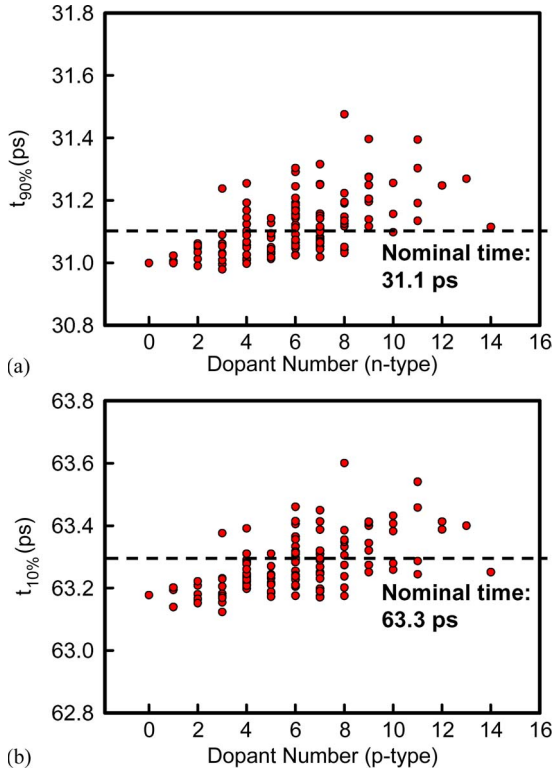 31.8
31.6
31.4
31.2
31.0
30.8
t90% (ps)
Nominal time:
31.1 ps
0 2 4 6 8 10 12 14 16
(a)
Dopant Number (n-type)
63.8
63.6
63.4
63.2
63.0
62.8
t10% (ps)
Nominal time:
63.3 ps
0 2 4 6 8 10 12 14 16
(b)
Dopant Number (p-type)